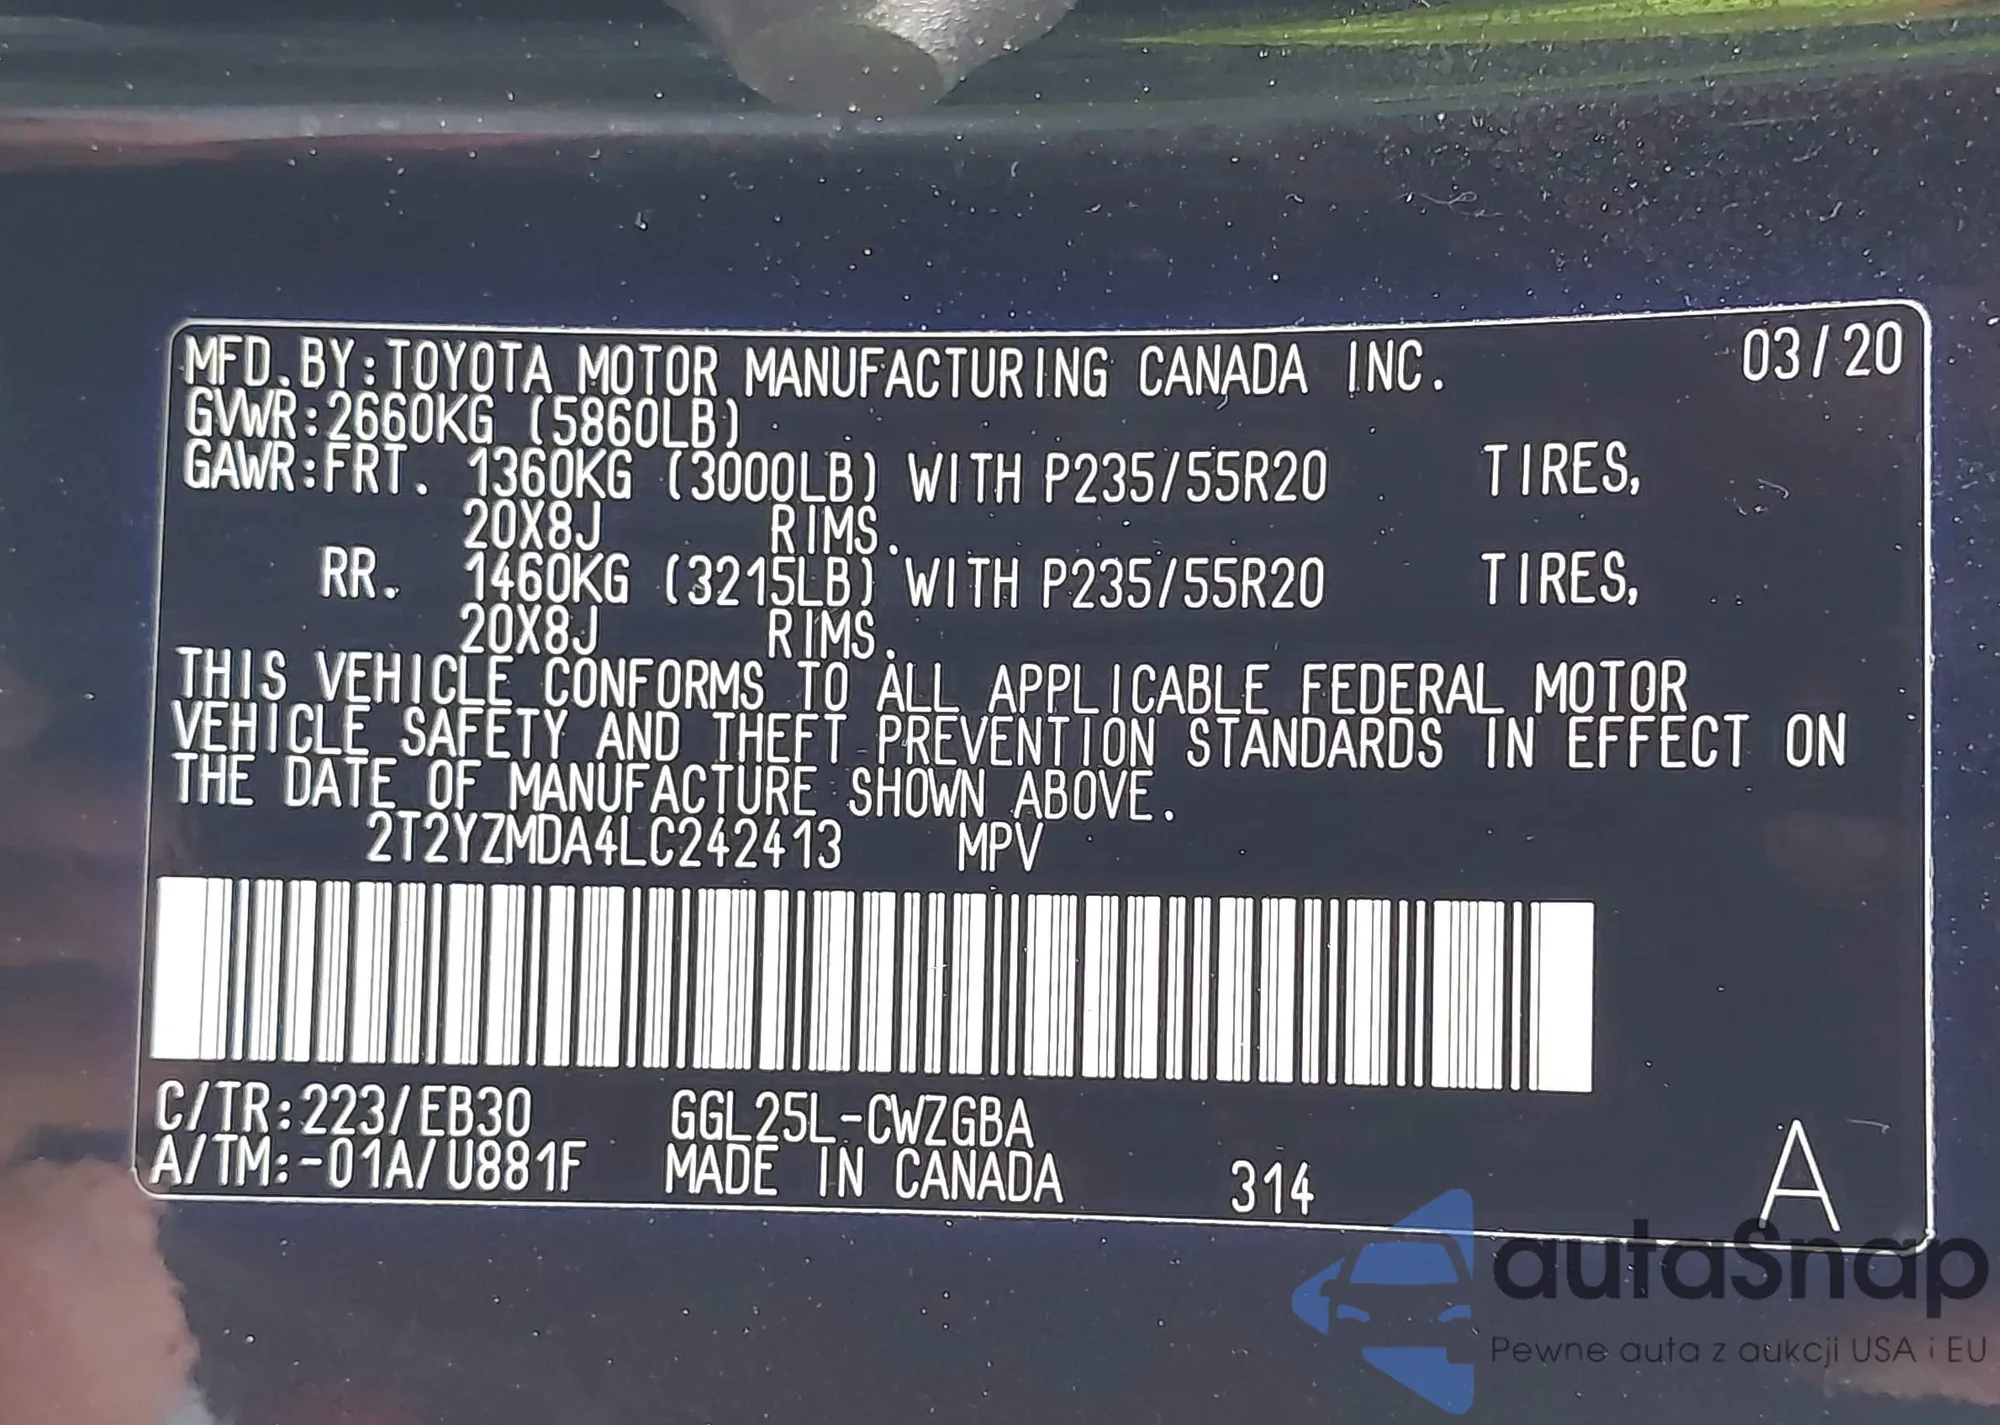 MFD.BY:TOYOTA MOTOR MANUFACTURING CANADA INC. 03/20
GVWR:2660KG (5860LB)
GAWR:FRT. 1360KG (3000LB) WITH P235/55R20 TIRES,
20X8J RIMS.
RR. 1460KG (3215LB) WITH P235/55R20 TIRES,
20X8J RIMS.
THIS VEHICLE CONFORMS TO ALL APPLICABLE FEDERAL MOTOR
VEHICLE SAFETY AND THEFT PREVENTION STANDARDS IN EFFECT ON
THE DATE OF MANUFACTURE SHOWN ABOVE.
2T2YZMDA4LC242413 MPV
C/TR:223/EB30 GGL25L-CWZGBA
A/TM:-01A/U881F MADE IN CANADA 314 A
autaSnap
Pewne auta z aukcji USA i EU